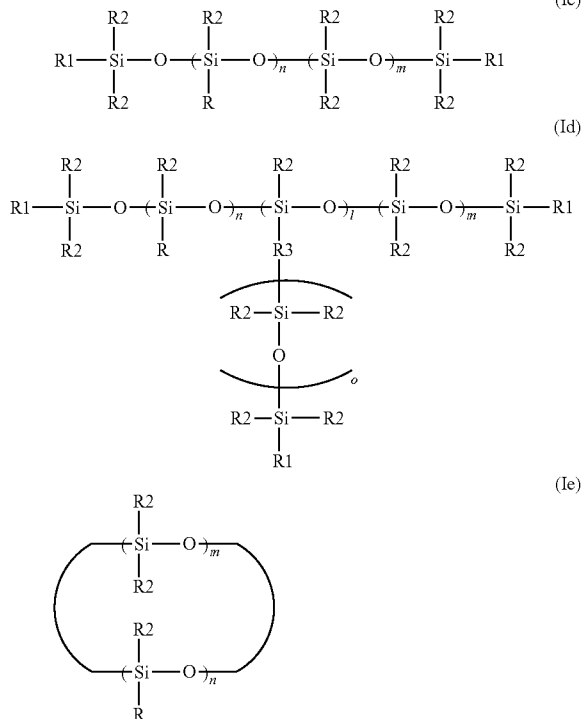 (Ic)
R2 R2 R2 R2
R1—Si—O—(Si—O)n—(Si—O)m—Si—R1
R2 R R2 R2
(Id)
R2 R2 R2 R2 R2
R1—Si—O—(Si—O)n—(Si—O)l—(Si—O)m—Si—R1
R2 R R3 R2 R2
R2—Si—R2
O
o
R2—Si—R2
R1
(Ie)
R2
(Si—O)m
R2
R2
(Si—O)n
R